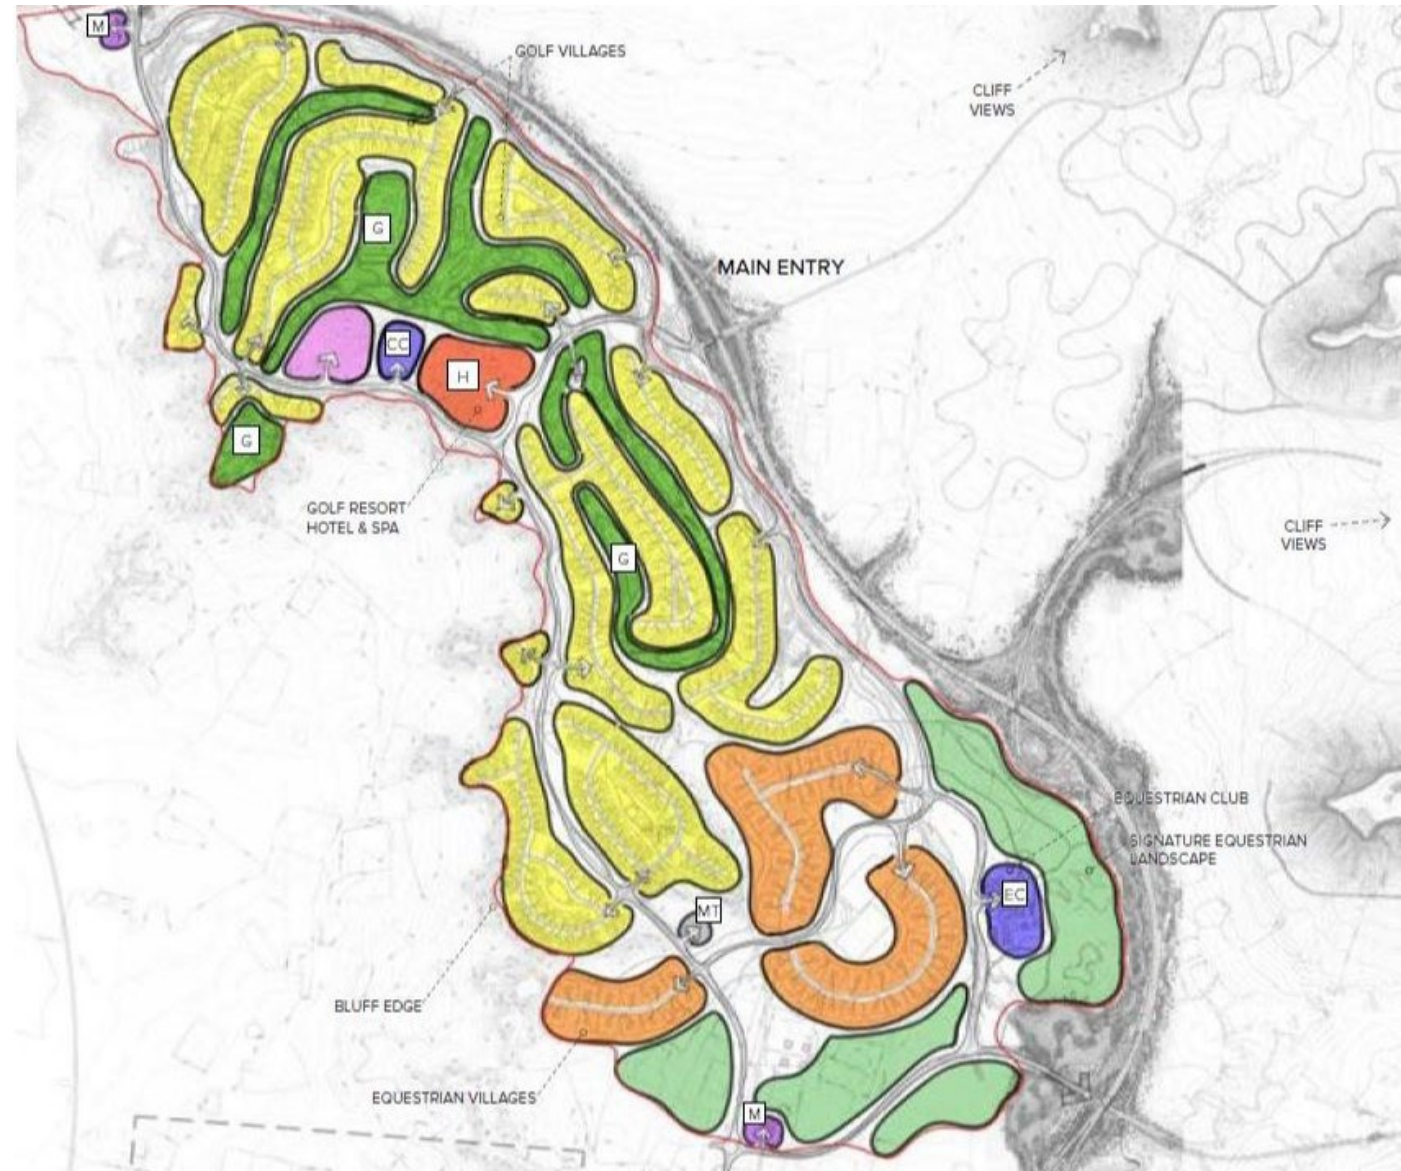 M
GOLF VILLAGES
CLIFF
VIEWS
G
MAIN ENTRY
CC
H
G
GOLF RESORT
HOTEL & SPA
CLIFF
VIEWS
G
EQUESTRIAN CLUB
SIGNATURE EQUESTRIAN
LANDSCAPE
EC
MT
BLUFF EDGE
EQUESTRIAN VILLAGES
M